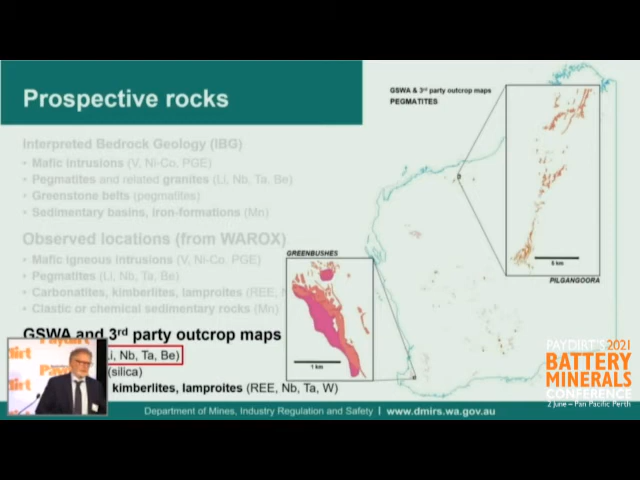 Prospective rocks
Interpreted Bedrock Geology (IBG)
• Mafic intrusions (V, Ni-Co, PGE)
• Pegmatites and related granites (Li, Nb, Ta, Be)
• Greenstone belts (pegmatites)
• Sedimentary basins, iron-formations (Mn)
Observed locations (from WAROX)
• Mafic igneous intrusions (V, Ni-Co, PGE)
• Pegmatites (Li, Nb, Ta, Be)
• Carbonatites, kimberlites, lamproites (REE,
• Clastic or chemical sedimentary rocks (Mn)
GSWA and 3rd party outcrop maps
Li, Nb, Ta, Be)
(silica)
kimberlites, lamproites (REE, Nb, Ta, W)
GSWA & 3rd party outcrop maps
PEGMATITES
5 km
PILGANGOORA
GREENBUSHES
1 km
Paydirt
dirt
Pa
dirt
PAYDIRT'S 2021
BATTERY
MINERALS
CONFERENCE
2 June – Pan Pacific Perth
Department of Mines, Industry Regulation and Safety | www.dmirs.wa.gov.au